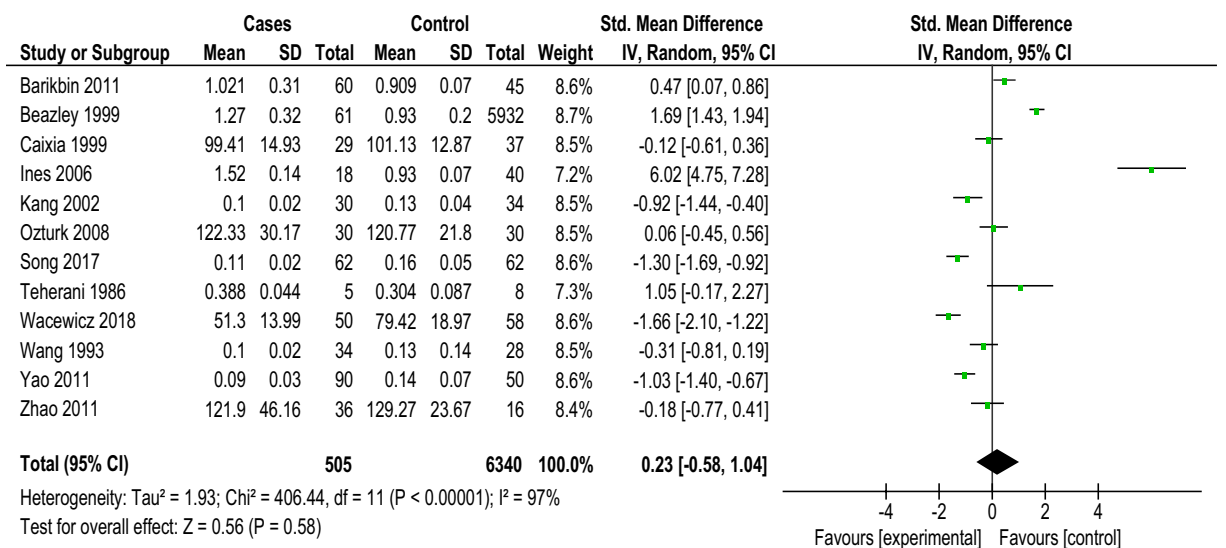 Cases Control Std. Mean Difference Std. Mean Difference
Study or Subgroup Mean SD Total Mean SD Total Weight IV, Random, 95% CI IV, Random, 95% CI
Barikbin 2011 1.021 0.31 60 0.909 0.07 45 8.6% 0.47 [0.07, 0.86]
Beazley 1999 1.27 0.32 61 0.93 0.2 5932 8.7% 1.69 [1.43, 1.94]
Caixia 1999 99.41 14.93 29 101.13 12.87 37 8.5% -0.12 [-0.61, 0.36]
Ines 2006 1.52 0.14 18 0.93 0.07 40 7.2% 6.02 [4.75, 7.28]
Kang 2002 0.1 0.02 30 0.13 0.04 34 8.5% -0.92 [-1.44, -0.40]
Ozturk 2008 122.33 30.17 30 120.77 21.8 30 8.5% 0.06 [-0.45, 0.56]
Song 2017 0.11 0.02 62 0.16 0.05 62 8.6% -1.30 [-1.69, -0.92]
Teherani 1986 0.388 0.044 5 0.304 0.087 8 7.3% 1.05 [-0.17, 2.27]
Wacewicz 2018 51.3 13.99 50 79.42 18.97 58 8.6% -1.66 [-2.10, -1.22]
Wang 1993 0.1 0.02 34 0.13 0.14 28 8.5% -0.31 [-0.81, 0.19]
Yao 2011 0.09 0.03 90 0.14 0.07 50 8.6% -1.03 [-1.40, -0.67]
Zhao 2011 121.9 46.16 36 129.27 23.67 16 8.4% -0.18 [-0.77, 0.41]
Total (95% CI) 505 6340 100.0% 0.23 [-0.58, 1.04]
Heterogeneity: Tau² = 1.93; Chi² = 406.44, df = 11 (P < 0.00001); I² = 97%
Test for overall effect: Z = 0.56 (P = 0.58)
-4 -2 0 2 4
Favours [experimental] Favours [control]